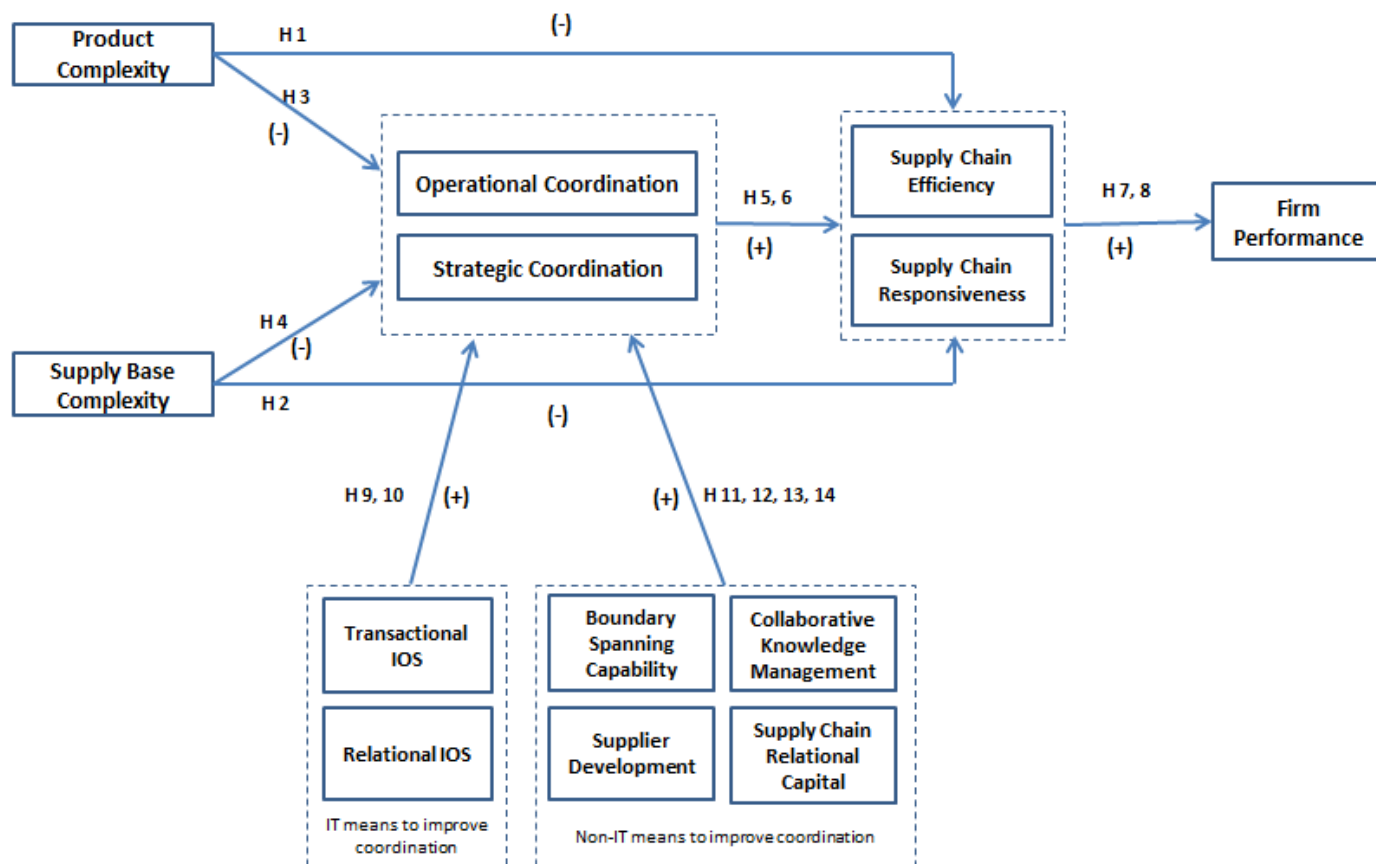 Product
Complexity
H 1
(-)
H 3
(-)
Operational Coordination
Strategic Coordination
H 5, 6
(+)
Supply Chain
Efficiency
Supply Chain
Responsiveness
H 7, 8
(+)
Firm
Performance
H 4
(-)
Supply Base
Complexity
H 2
(-)
H 9, 10
(+)
(+)
H 11, 12, 13, 14
Transactional
IOS
Relational IOS
IT means to improve
coordination
Boundary
Spanning
Capability
Collaborative
Knowledge
Management
Supplier
Development
Supply Chain
Relational
Capital
Non-IT means to improve coordination